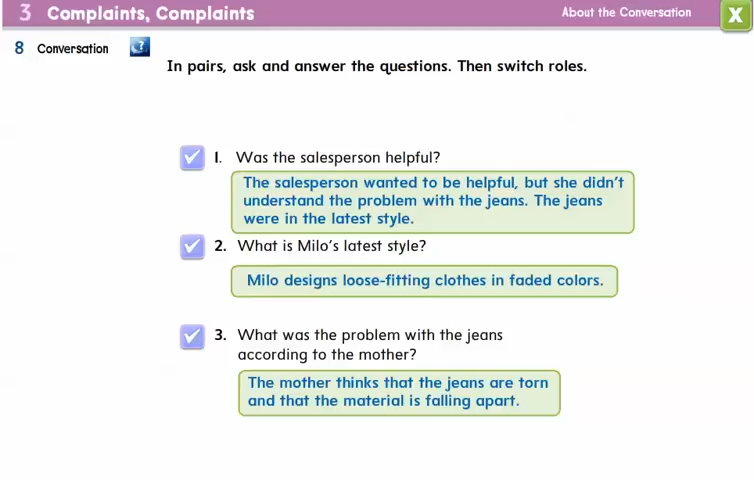 3 Complaints, Complaints
About the Conversation
X
8 Conversation
?
In pairs, ask and answer the questions. Then switch roles.
1. Was the salesperson helpful?
The salesperson wanted to be helpful, but she didn't
understand the problem with the jeans. The jeans
were in the latest style.
2. What is Milo's latest style?
Milo designs loose-fitting clothes in faded colors.
3. What was the problem with the jeans
according to the mother?
The mother thinks that the jeans are torn
and that the material is falling apart.